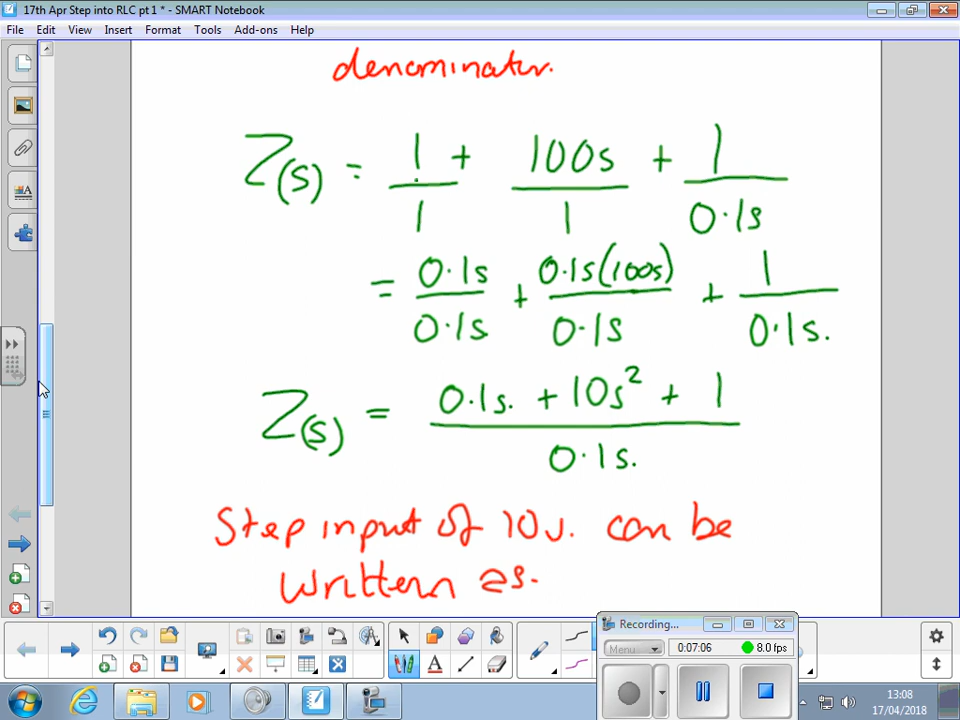 17th Apr Step into RLC pt 1 * - SMART Notebook
File Edit View Insert Format Tools Add-ons Help
denominator.
Z(s) = 1/1 + 100s/1 + 1/0.1s
= 0.1s/0.1s + 0.1s(100s)/0.1s + 1/0.1s.
Z(s) = 0.1s. + 10s² + 1 / 0.1s.
Step input of 10v. can be
written as.
Recording...
Menu 0:07:06 8.0 fps
13:08
17/04/2018